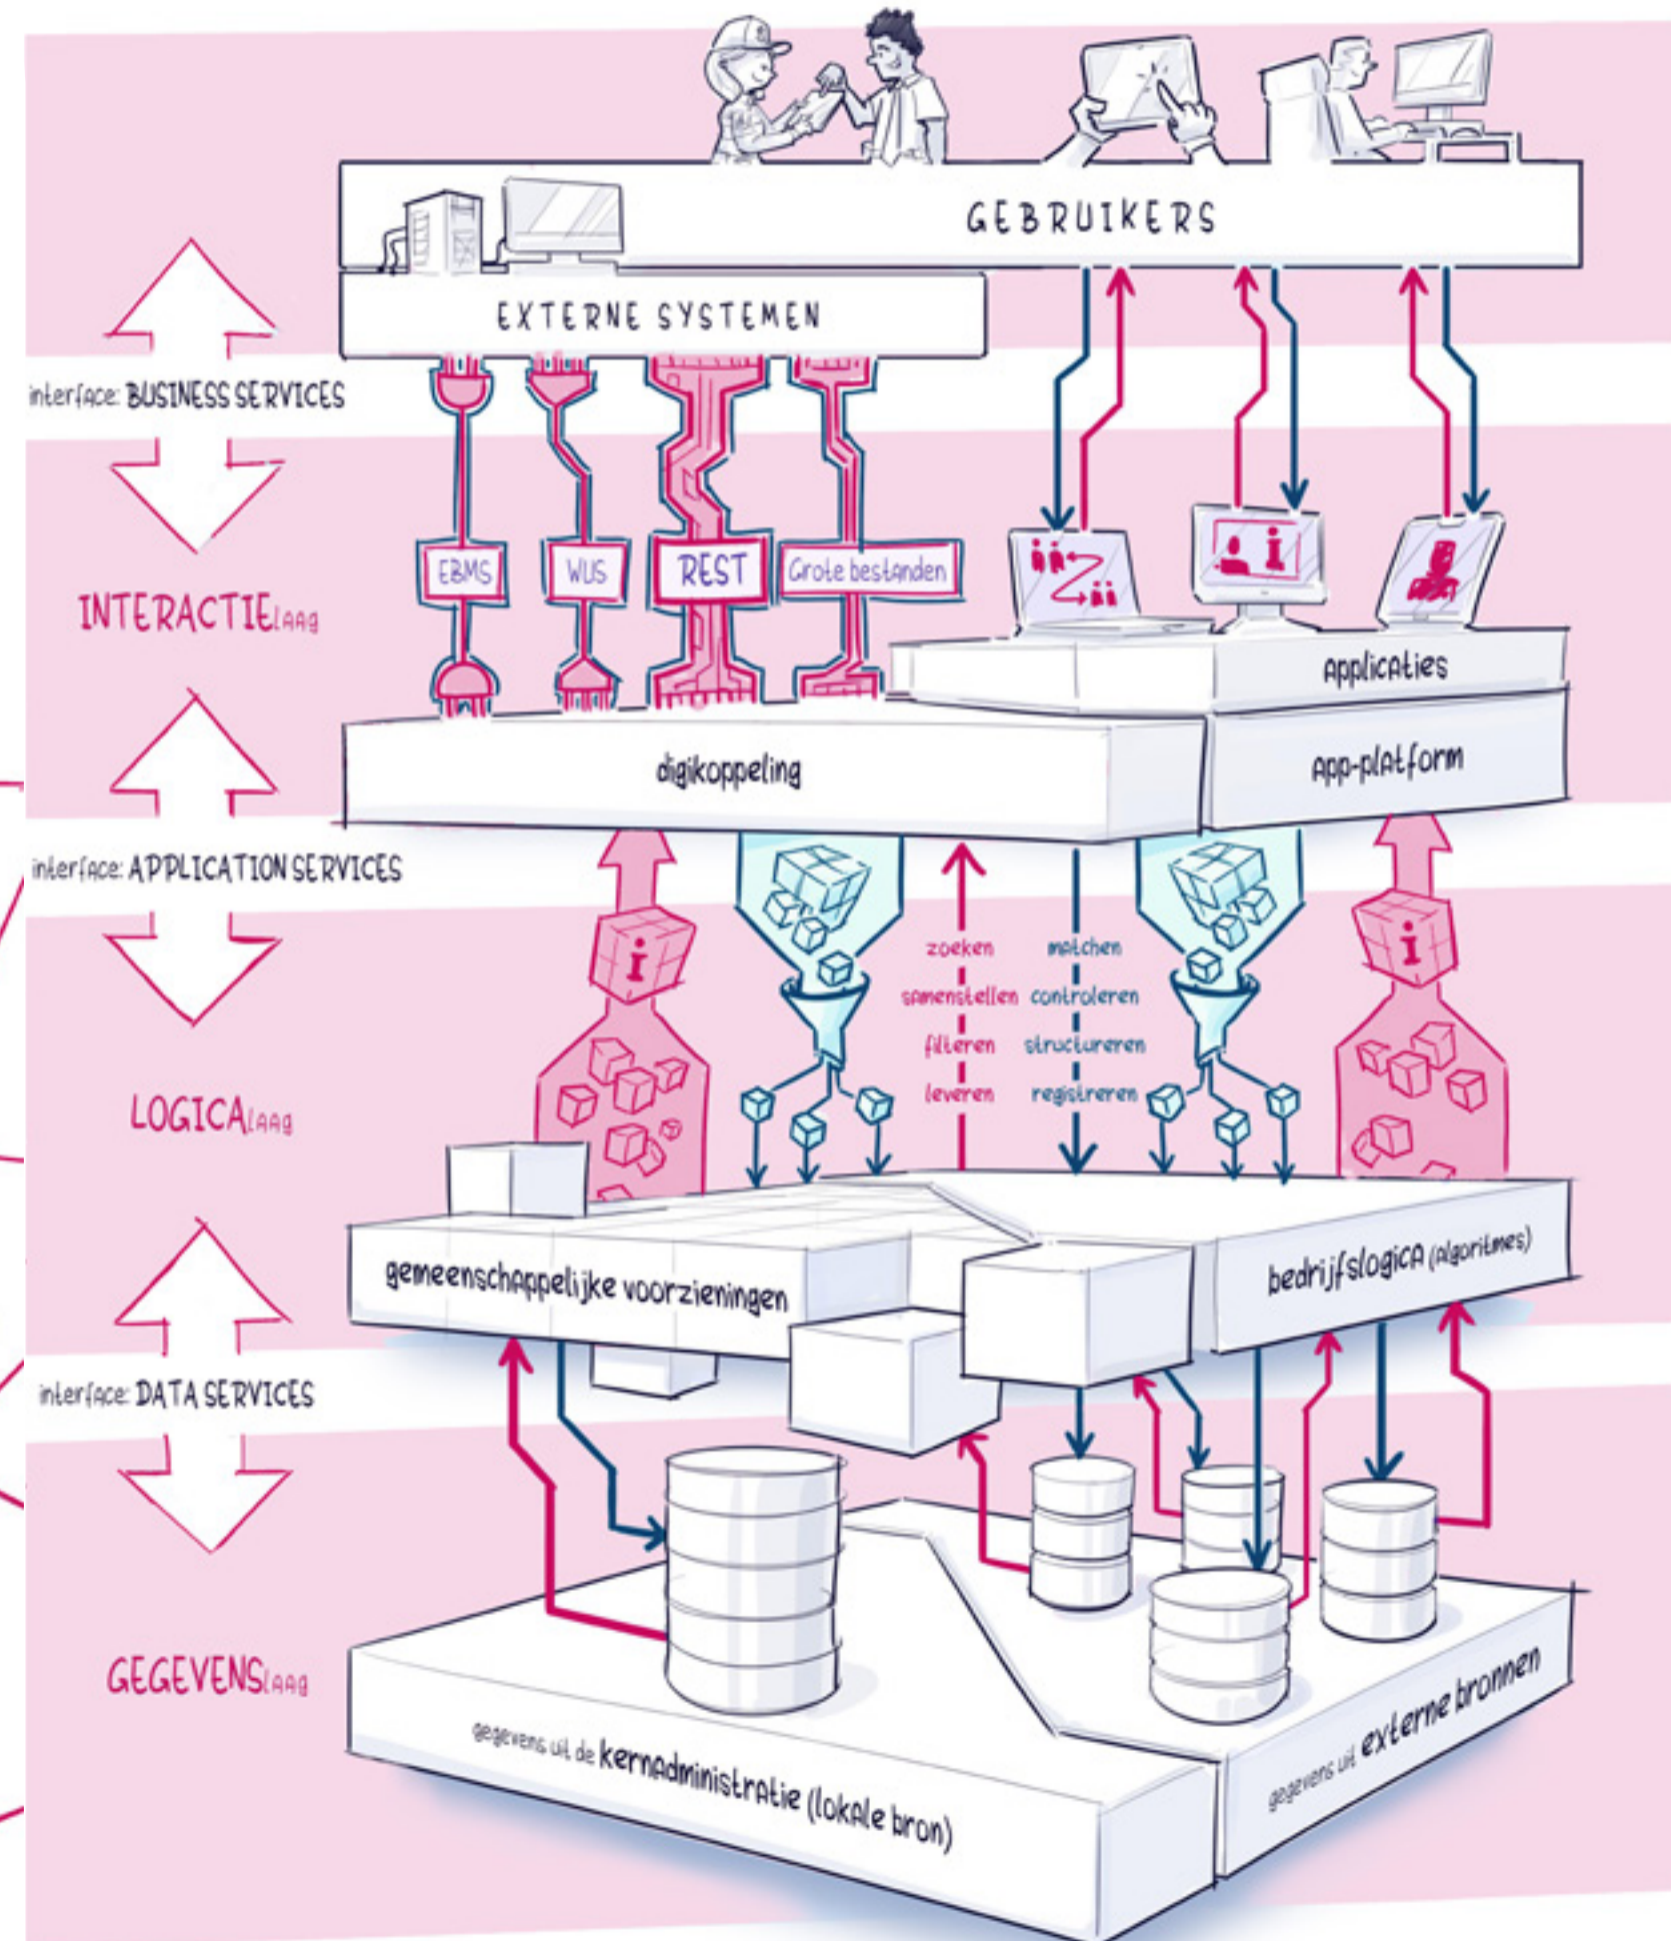 GEBRUIKERS
EXTERNE SYSTEMEN
interface: BUSINESS SERVICES
EBMS
WUS
REST
Grote bestanden
INTERACTIElaag
applicaties
digikoppeling
app-platform
interface: APPLICATION SERVICES
i
i
zoeken
matchen
samenstellen
controleren
filteren
structureren
leveren
registreren
LOGICAlaag
gemeenschappelijke voorzieningen
bedrijfslogica (algoritmes)
interface: DATA SERVICES
GEGEVENSlaag
gegevens uit de kernadministratie (lokale bron)
gegevens uit externe bronnen